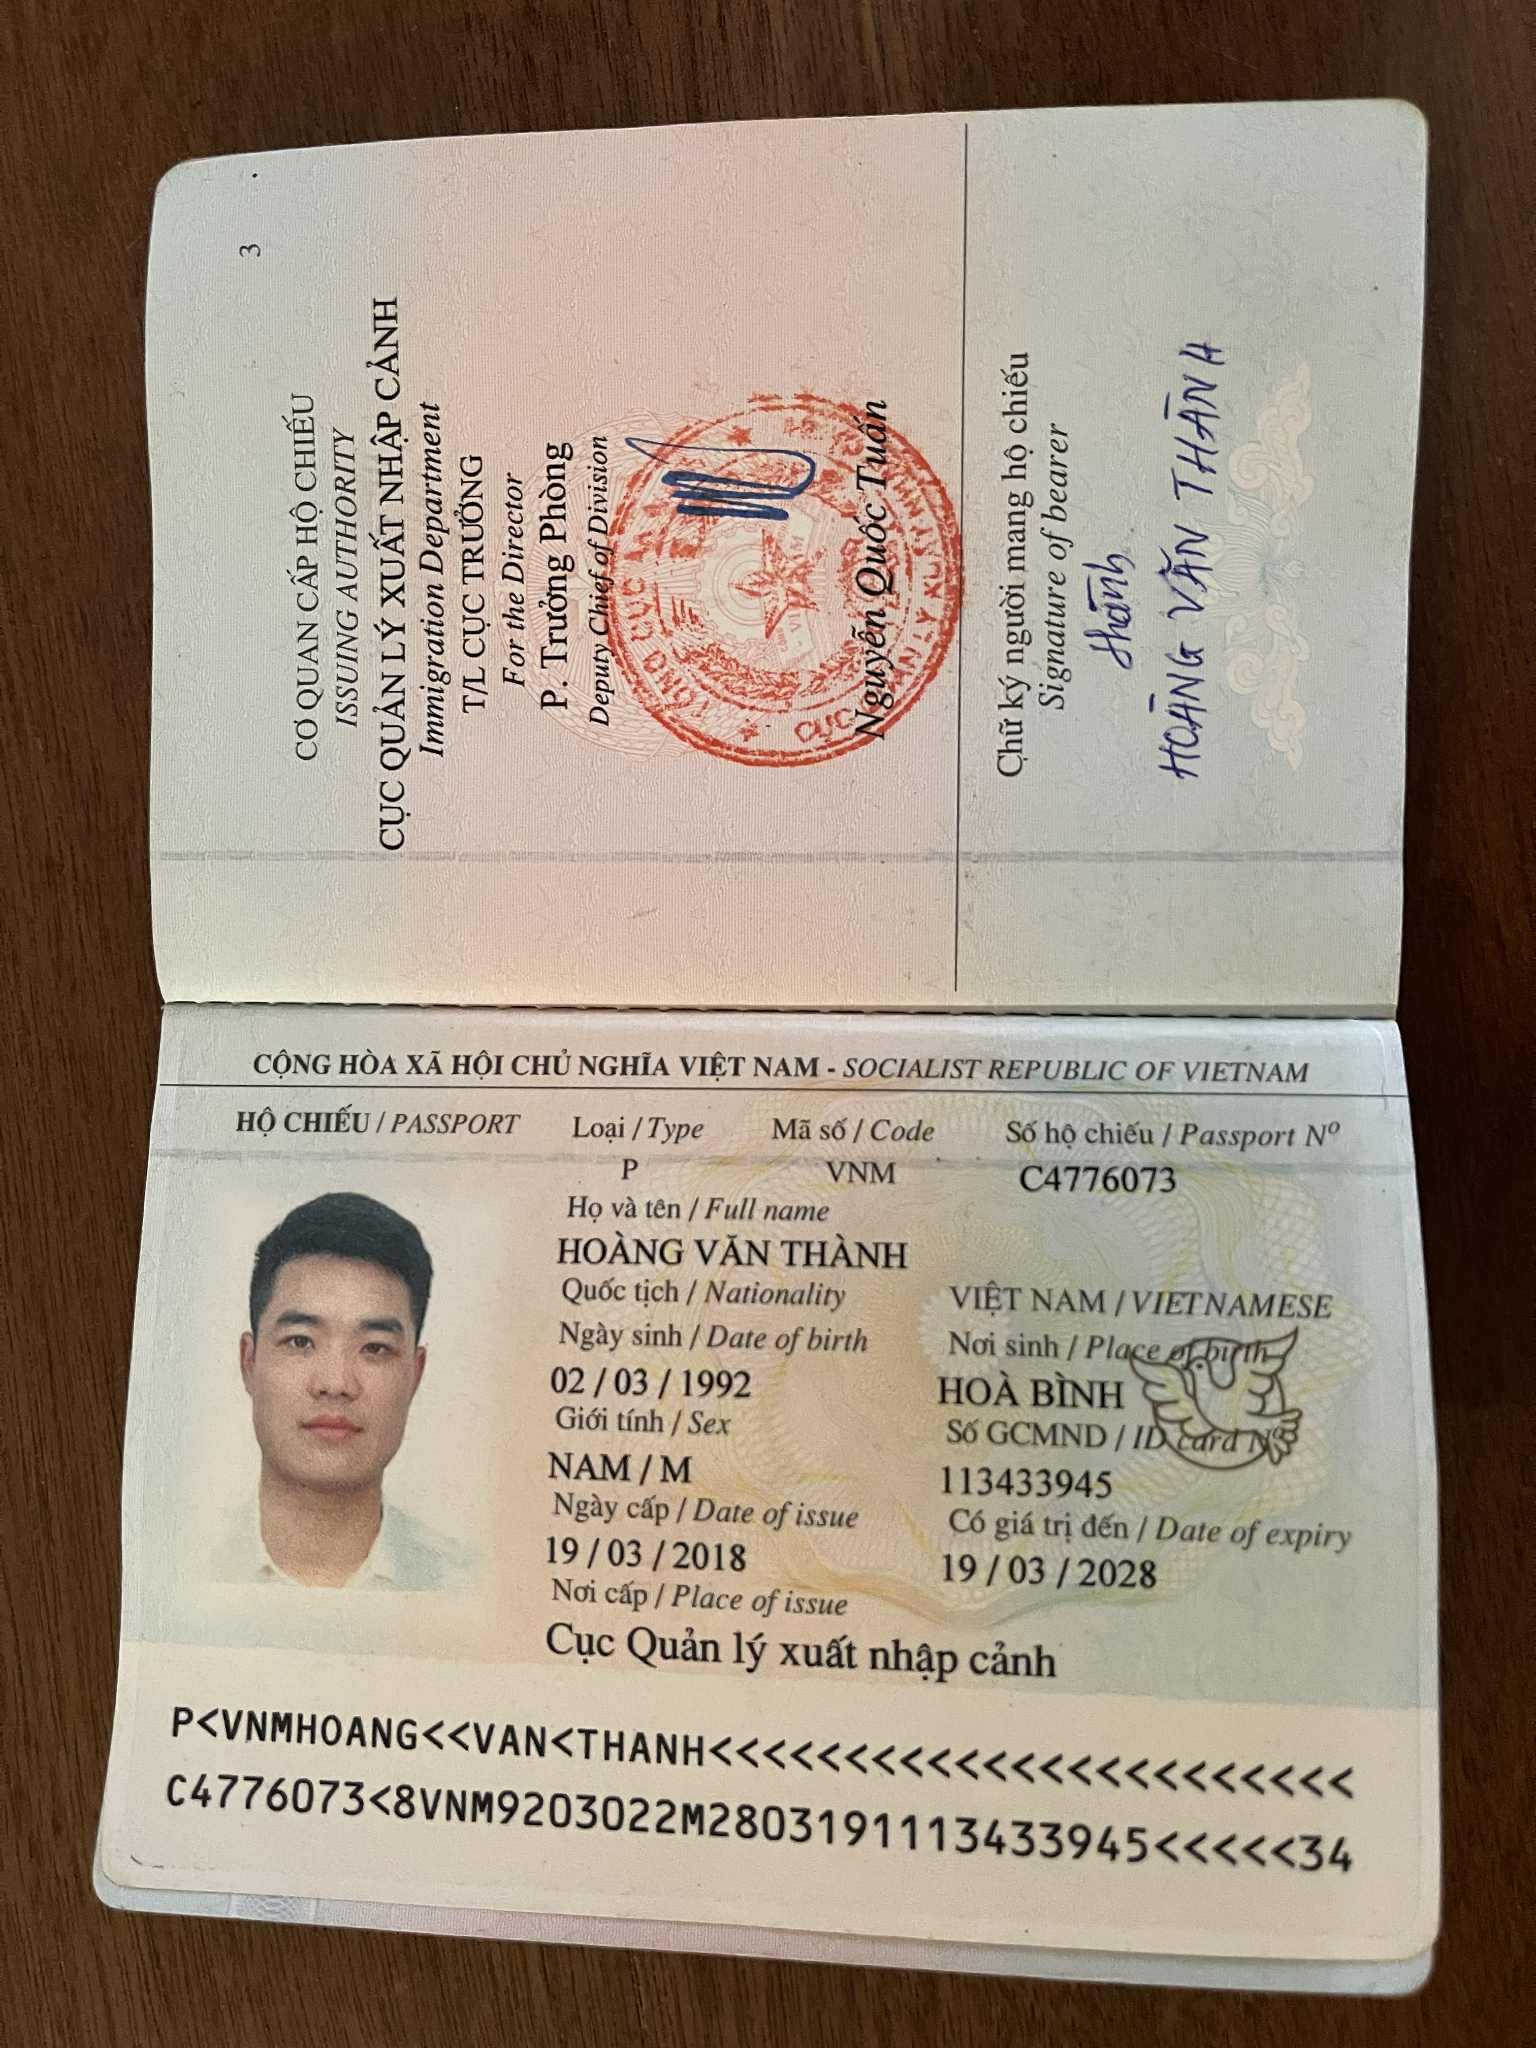 3
CƠ QUAN CẤP HỘ CHIẾU
ISSUING AUTHORITY
CỤC QUẢN LÝ XUẤT NHẬP CẢNH
Immigration Department
T/L CỤC TRƯỞNG
For the Director
P. Trưởng Phòng
Deputy Chief of Division
Nguyễn Quốc Tuấn
Chữ ký người mang hộ chiếu
Signature of bearer
Thành
HOÀNG VĂN THÀNH
CỘNG HÒA XÃ HỘI CHỦ NGHĨA VIỆT NAM - SOCIALIST REPUBLIC OF VIETNAM
HỘ CHIẾU / PASSPORT Loại / Type Mã số / Code Số hộ chiếu / Passport Nº
P VNM C4776073
Họ và tên / Full name
HOÀNG VĂN THÀNH
Quốc tịch / Nationality VIỆT NAM / VIETNAMESE
Ngày sinh / Date of birth Nơi sinh / Place of birth
02 / 03 / 1992 HOÀ BÌNH
Giới tính / Sex Số GCMND / ID card Nº
NAM / M 113433945
Ngày cấp / Date of issue Có giá trị đến / Date of expiry
19 / 03 / 2018 19 / 03 / 2028
Nơi cấp / Place of issue
Cục Quản lý xuất nhập cảnh
P<VNMHOANG<<VAN<THANH<<<<<<<<<<<<<<<<<<<<<<<
C4776073<8VNM9203022M2803191113433945<<<<<34